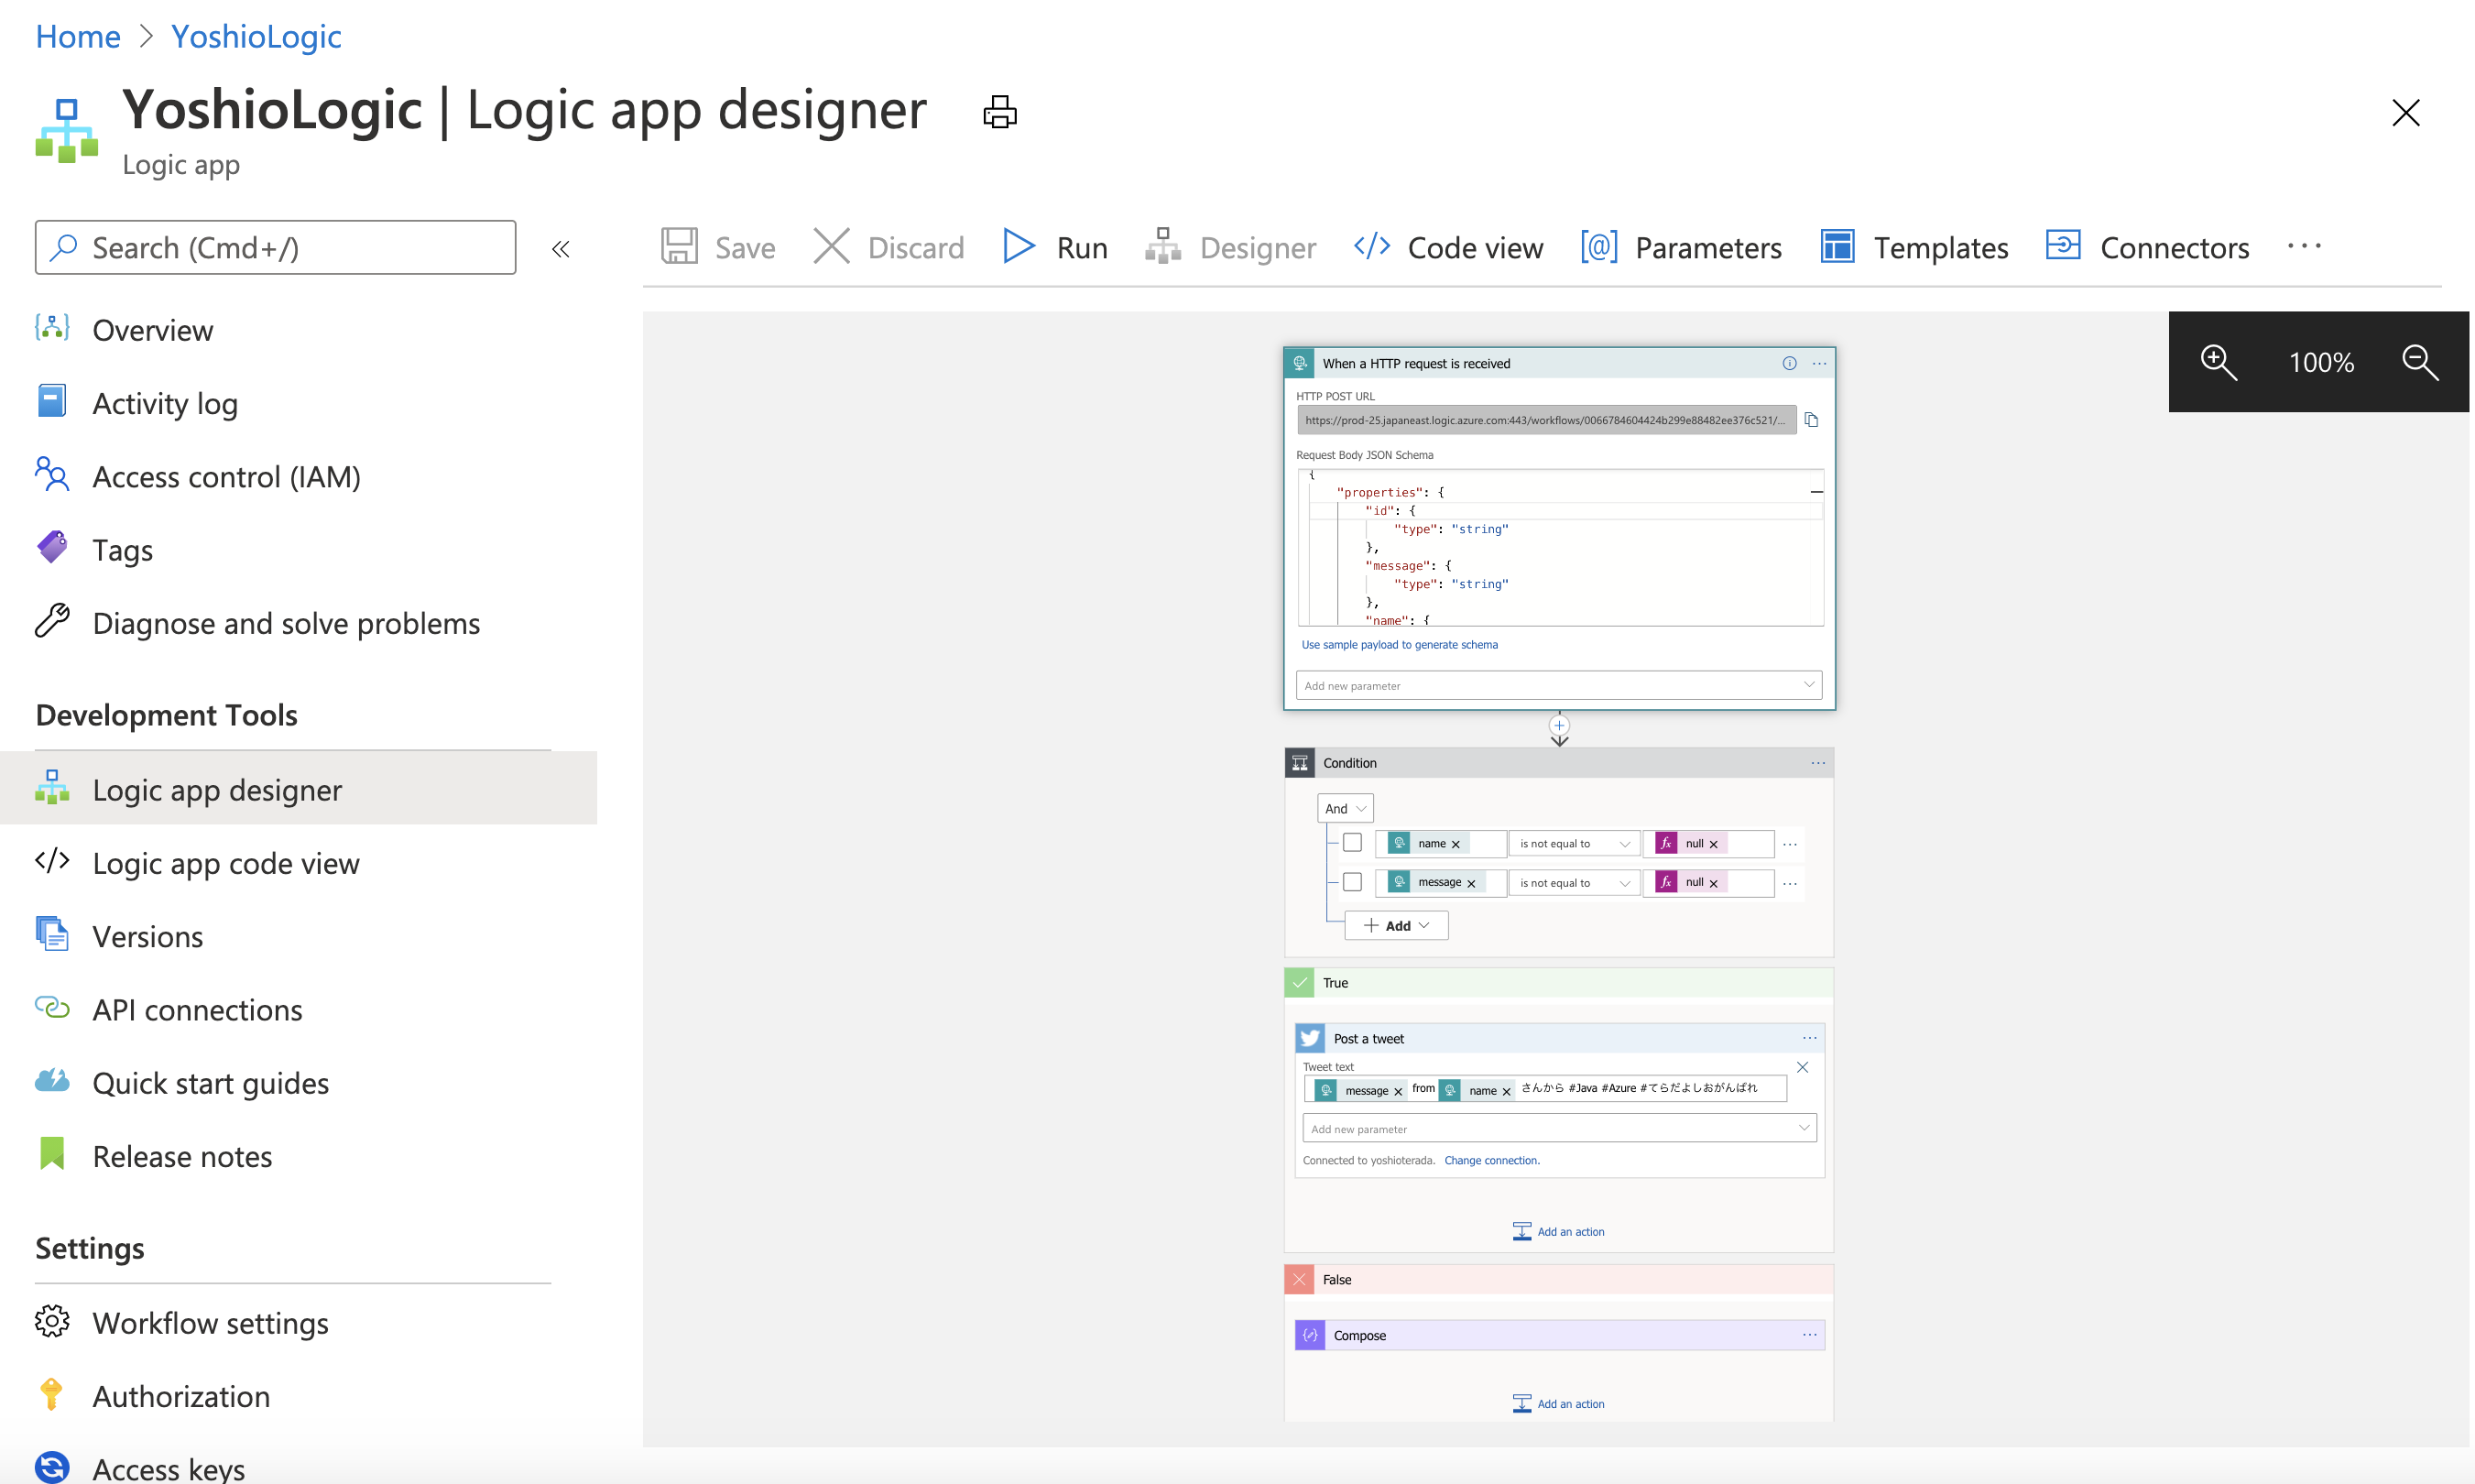 Home > YoshioLogic
YoshioLogic | Logic app designer
Logic app
Search (Cmd+/)
«
Overview
Activity log
Access control (IAM)
Tags
Diagnose and solve problems
Development Tools
Logic app designer
Logic app code view
Versions
API connections
Quick start guides
Release notes
Settings
Workflow settings
Authorization
Access keys
Save Discard Run Designer Code view Parameters Templates Connectors ...
100%
When a HTTP request is received
HTTP POST URL
https://prod-25.japaneast.logic.azure.com:443/workflows/0066784604424b299e88482ee376c521/...
Request Body JSON Schema
{
"properties": {
"id": {
"type": "string"
},
"message": {
"type": "string"
},
"name": {
Use sample payload to generate schema
Add new parameter
Condition
And
name × is not equal to fx null ×
message × is not equal to fx null ×
+ Add
True
Post a tweet
Tweet text
message × from name × さんから #Java #Azure #てらだよしおがんばれ
Add new parameter
Connected to yoshioterada. Change connection.
Add an action
False
Compose
Add an action